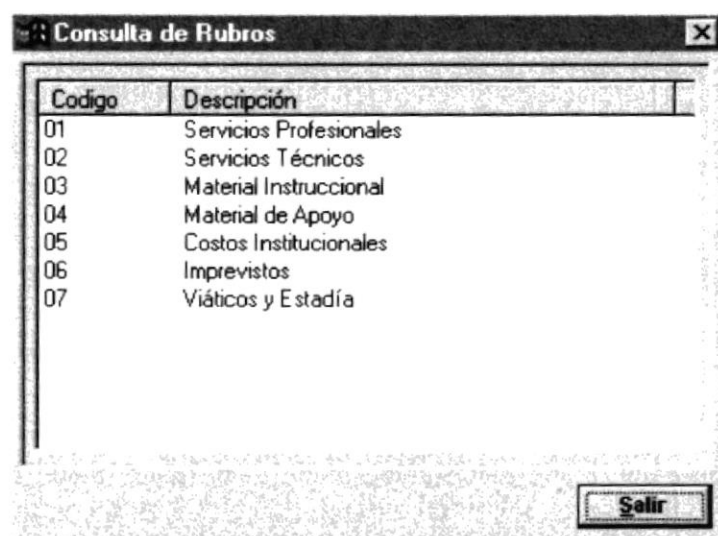 Consulta de Rubros
Codigo Descripción
01 Servicios Profesionales
02 Servicios Técnicos
03 Material Instruccional
04 Material de Apoyo
05 Costos Institucionales
06 Imprevistos
07 Viáticos y Estadía
Salir